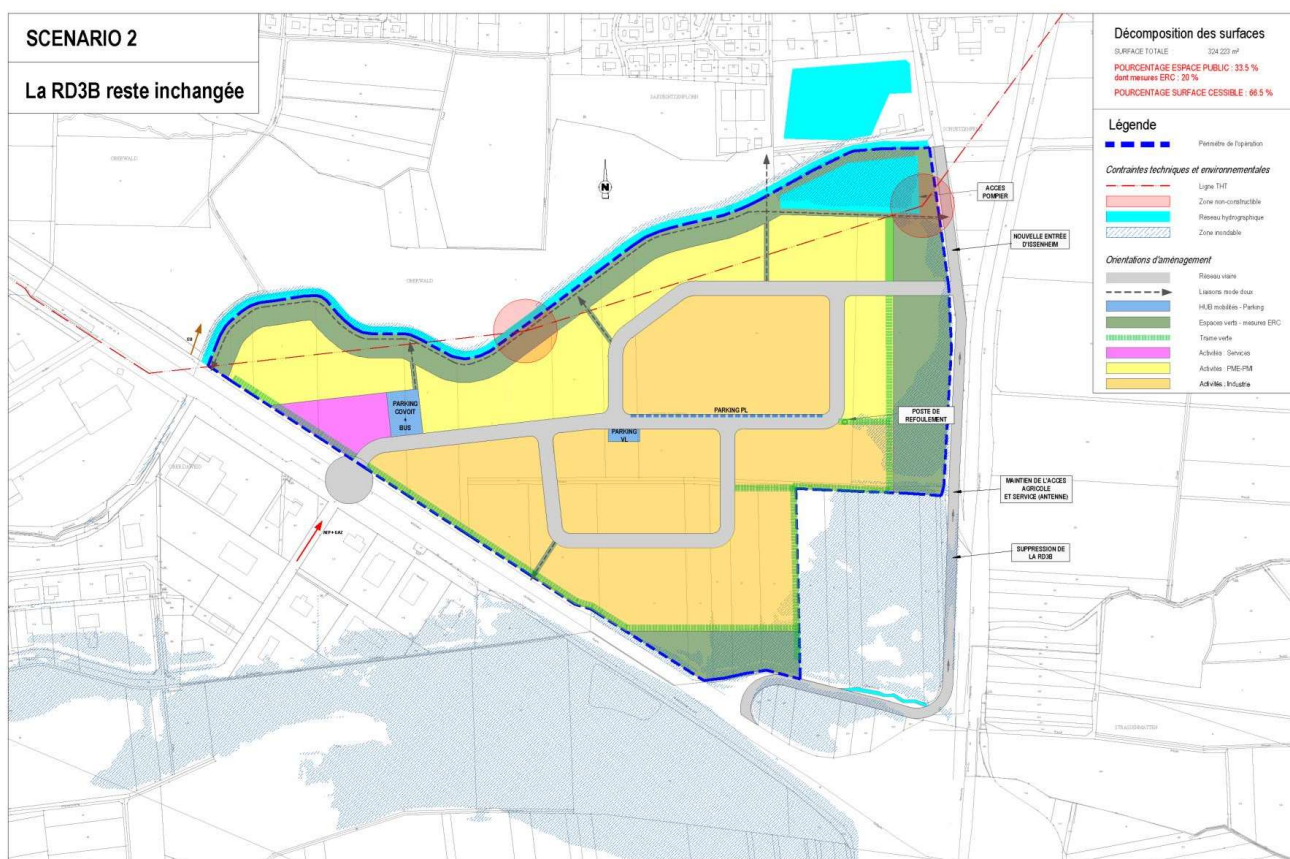 SCENARIO 2
La RD3B reste inchangée
Décomposition des surfaces
SURFACE TOTALE 324 223 m²
POURCENTAGE ESPACE PUBLIC : 33.5 %
dont mesures ERC : 20 %
POURCENTAGE SURFACE CESSIBLE : 66.5 %
Légende
Périmètre de l'opération
Contraintes techniques et environnementales
Ligne THT
Zone non-constructible
Réseau hydrographique
Zone inondable
Orientations d'aménagement
Réseau viaire
Liaisons mode doux
HUB mobilités - Parking
Espaces verts - mesures ERC
Trame verte
Activités : Services
Activités : PME-PMI
Activités : Industrie
N
ACCES
POMPIER
NOUVELLE ENTRÉE
D'ISSENHEIM
PARKING
COVOIT
+
BUS
PARKING PL
PARKING
VL
POSTE DE
REFOULEMENT
MAINTIEN DE L'ACCES
AGRICOLE
ET SERVICE (ANTENNE)
SUPPRESSION DE
LA RD3B